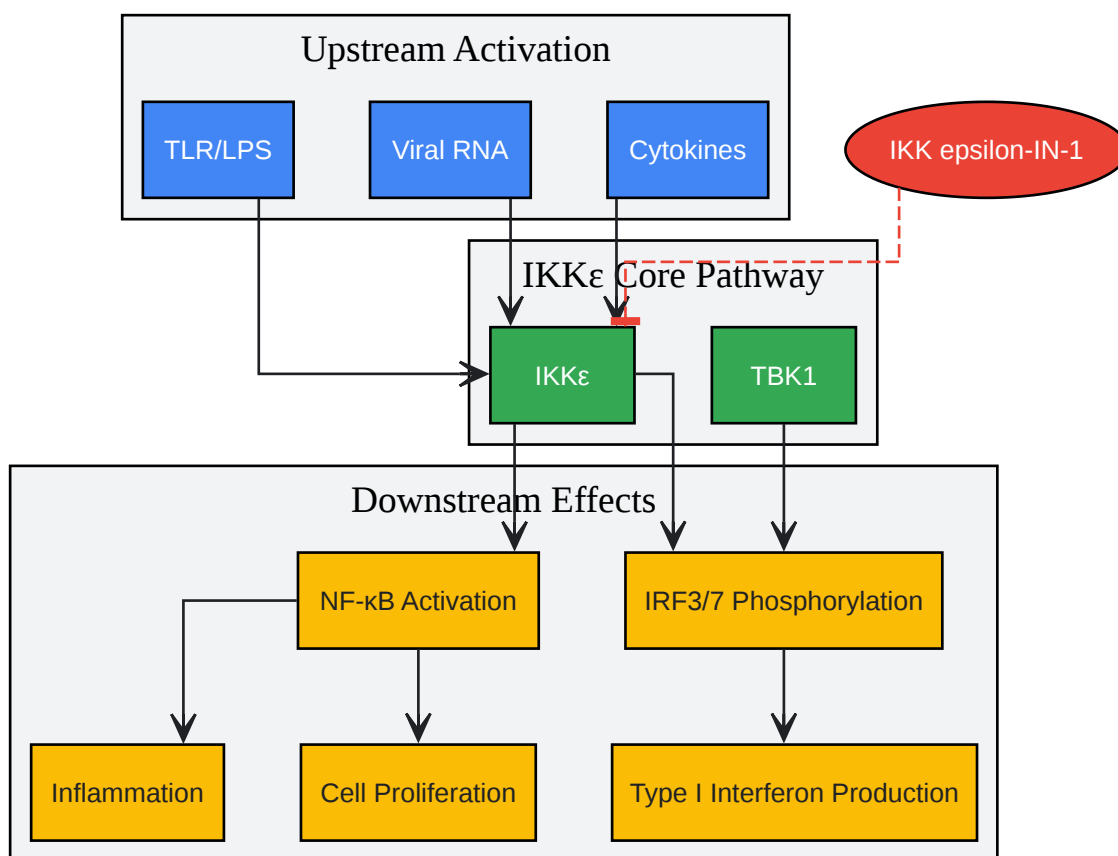 Upstream Activation
TLR/LPS
Viral RNA
Cytokines
IKK epsilon-IN-1
IKKε Core Pathway
IKKε
TBK1
Downstream Effects
NF-κB Activation
IRF3/7 Phosphorylation
Inflammation
Cell Proliferation
Type I Interferon Production